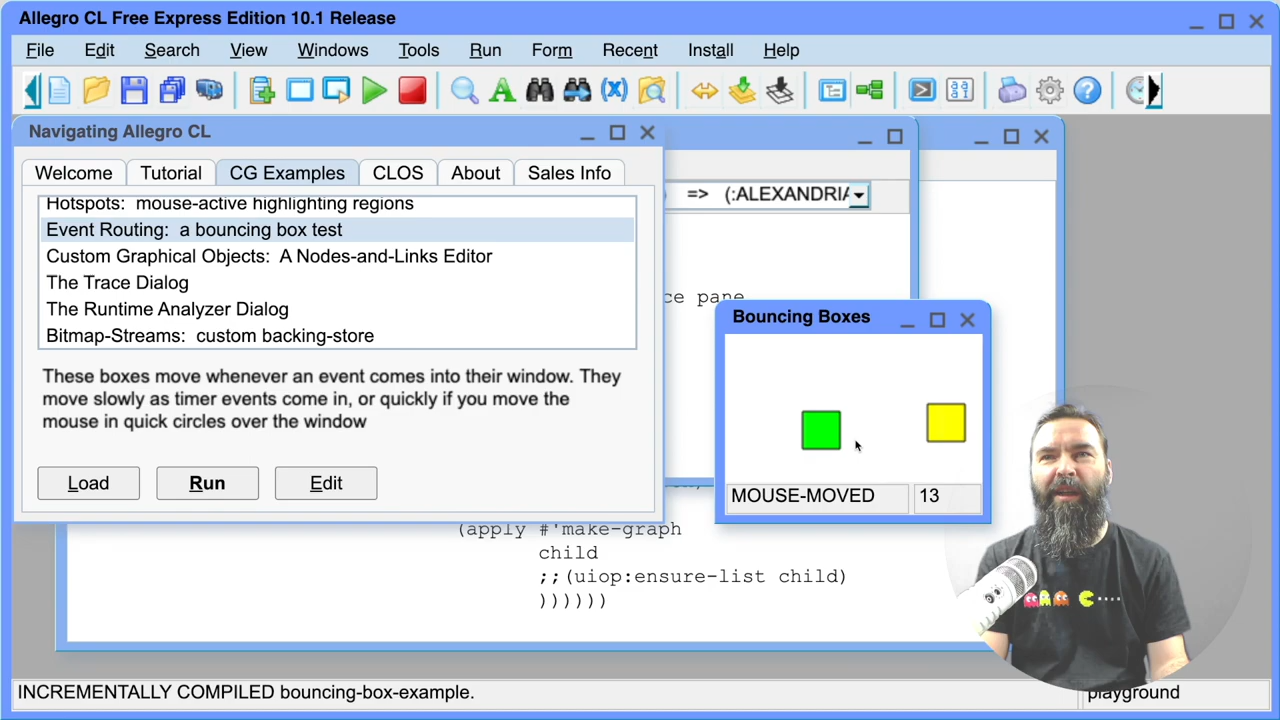 Allegro CL Free Express Edition 10.1 Release
File Edit Search View Windows Tools Run Form Recent Install Help
Navigating Allegro CL
Welcome Tutorial CG Examples CLOS About Sales Info
=> (:ALEXANDRIA
Hotspots: mouse-active highlighting regions
Event Routing: a bouncing box test
Custom Graphical Objects: A Nodes-and-Links Editor
The Trace Dialog
The Runtime Analyzer Dialog
Bitmap-Streams: custom backing-store
ce pane
These boxes move whenever an event comes into their window. They
move slowly as timer events come in, or quickly if you move the
mouse in quick circles over the window
Load Run Edit
Bouncing Boxes
MOUSE-MOVED 13
(apply #'make-graph
child
;;(uiop:ensure-list child)
))))))
INCREMENTALLY COMPILED bouncing-box-example.
playground